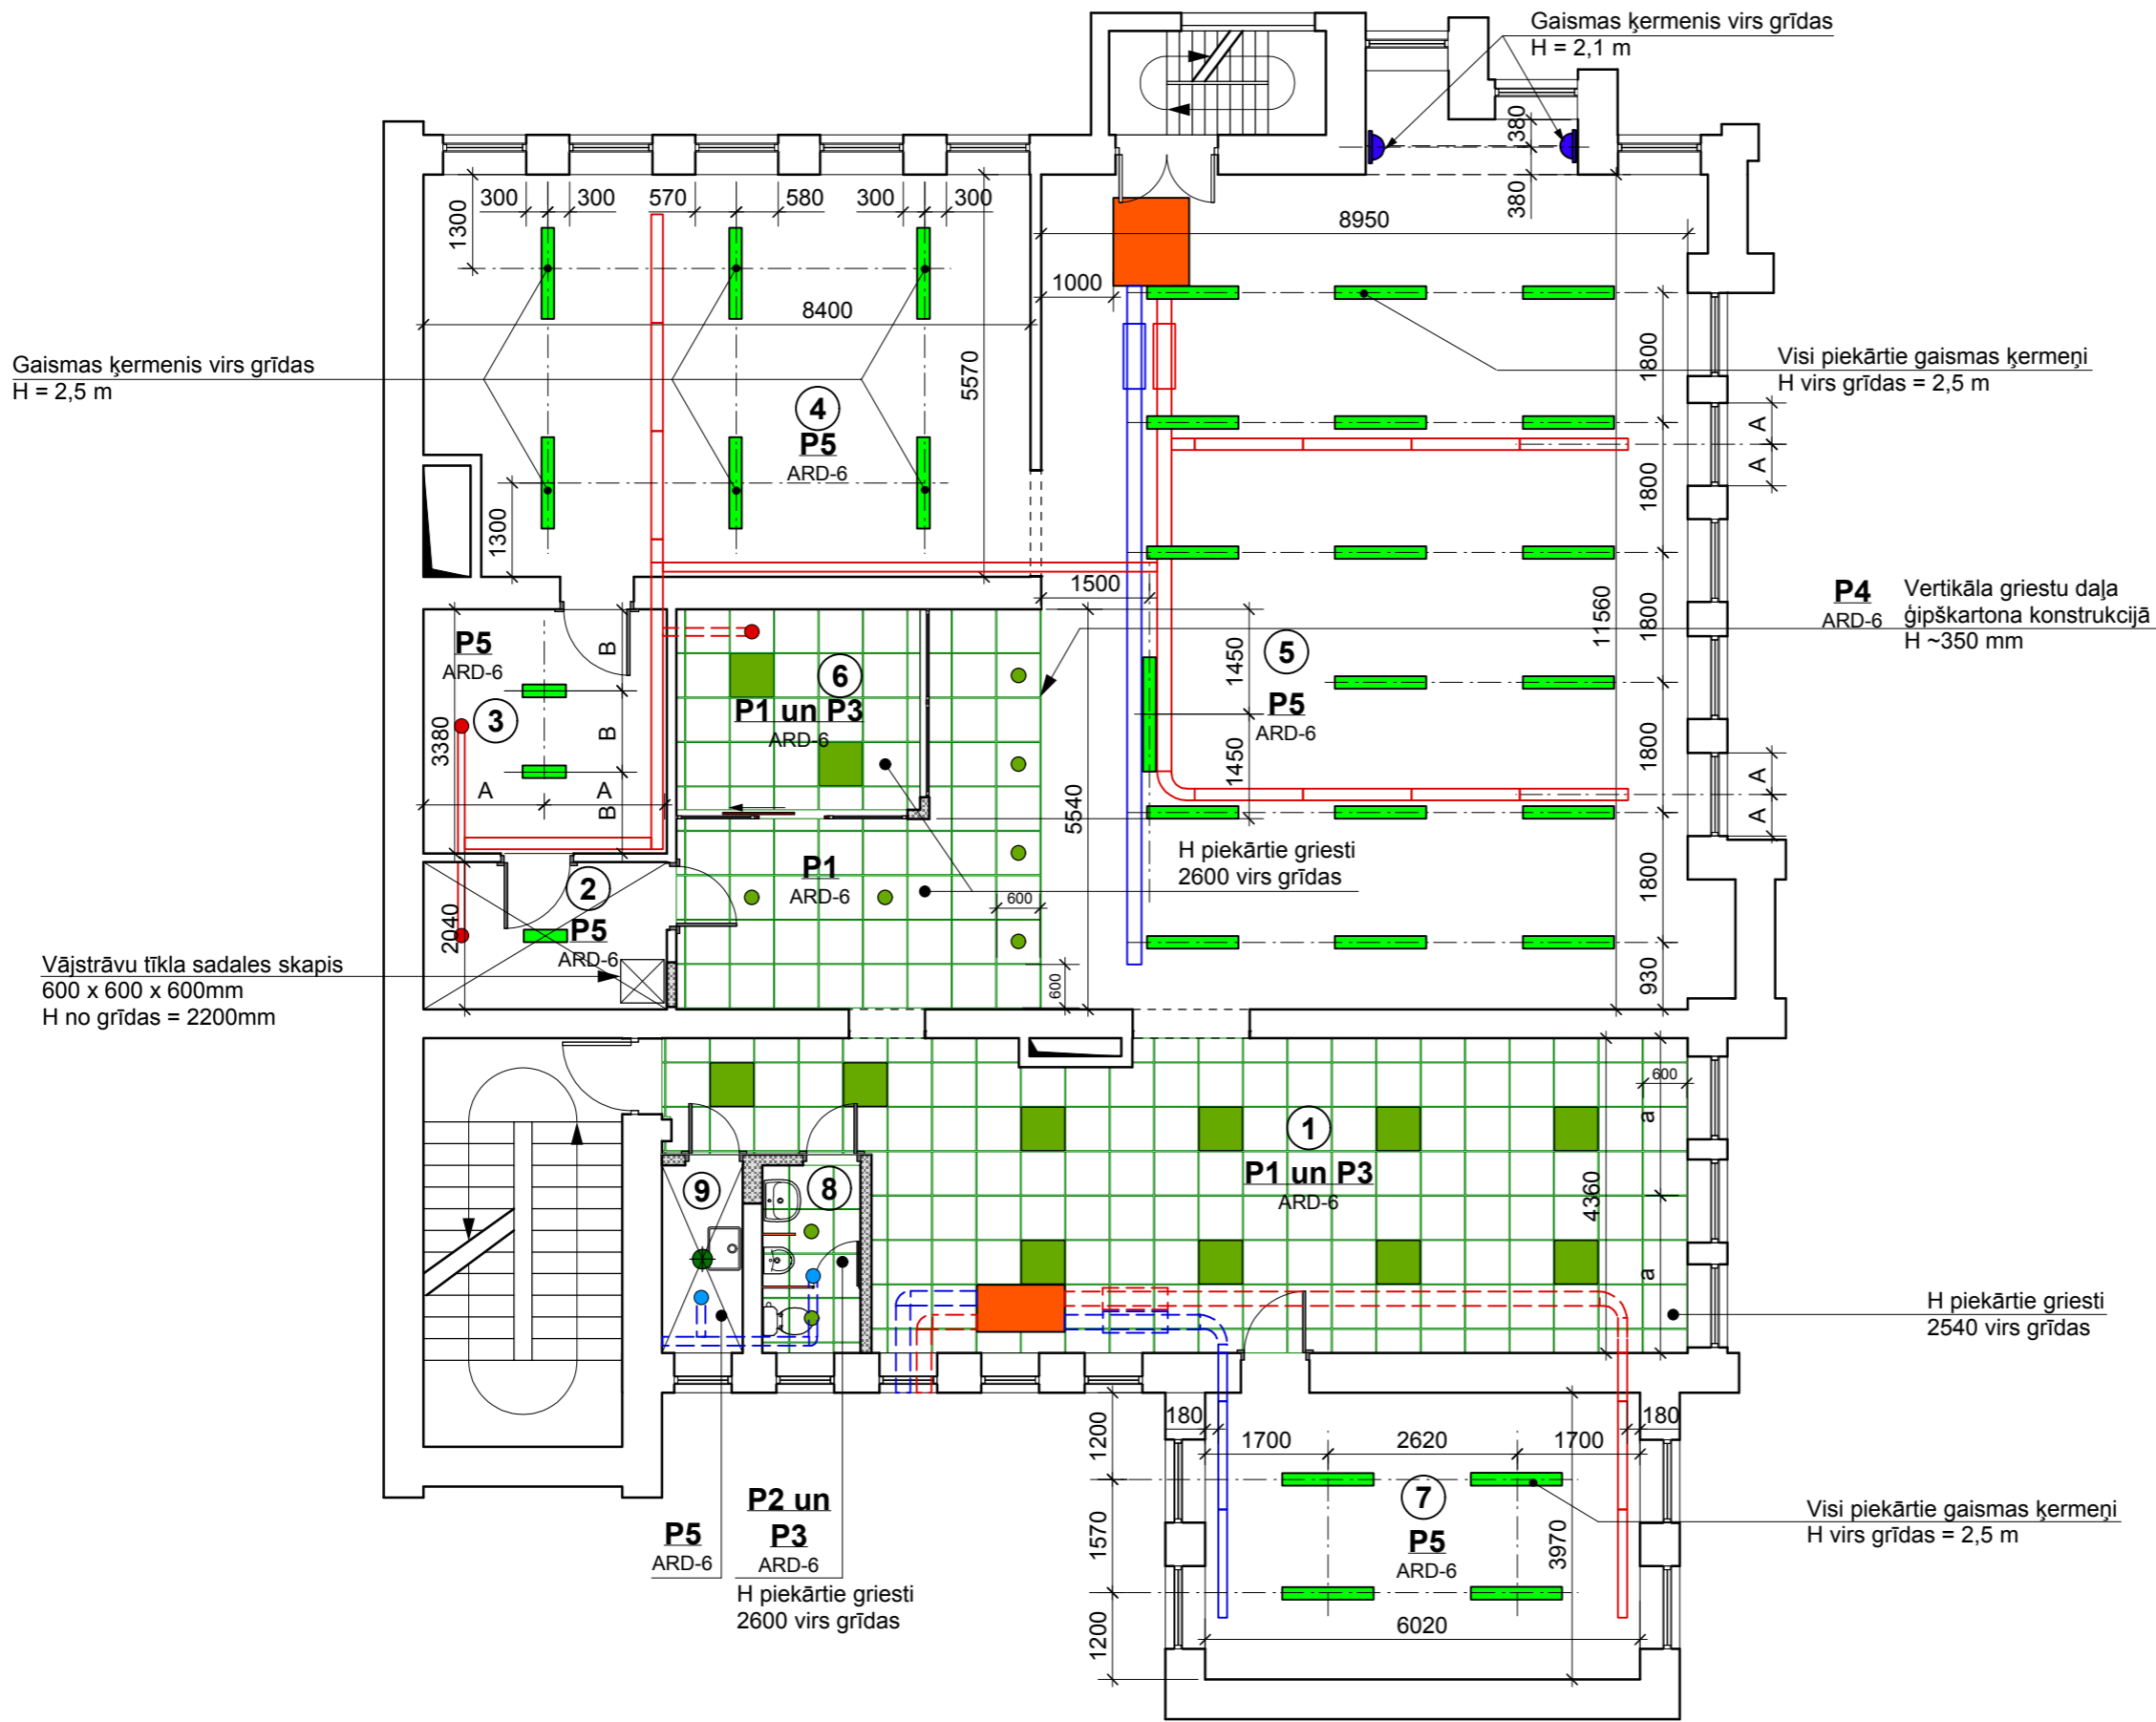 Gaismas ķermenis virs grīdas
H = 2,1 m
380
380
300
300
570
580
300
300
1300
8950
1000
8400
5570
1800
Gaismas ķermenis virs grīdas
H = 2,5 m
Visi piekārtie gaismas ķermeņi
H virs grīdas = 2,5 m
4
P5
ARD-6
A
A
1800
1300
1500
1800
11560
P4
ARD-6
Vertikāla griestu daļa
ģipškartona konstrukcijā
H ~350 mm
P5
ARD-6
3
3380
B
B
B
A
A
6
P1 un P3
ARD-6
1450
1450
5
P5
ARD-6
1800
A
A
5540
H piekārtie griesti
2600 virs grīdas
P1
ARD-6
600
600
1800
930
2
P5
ARD-6
2040
Vājstrāvu tīkla sadales skapis
600 x 600 x 600mm
H no grīdas = 2200mm
600
a
a
1
P1 un P3
ARD-6
4360
9
8
H piekārtie griesti
2540 virs grīdas
180
180
1200
1700
2620
1700
P5
ARD-6
P2 un
P3
ARD-6
H piekārtie griesti
2600 virs grīdas
7
P5
ARD-6
1570
3970
Visi piekārtie gaismas ķermeņi
H virs grīdas = 2,5 m
1200
6020